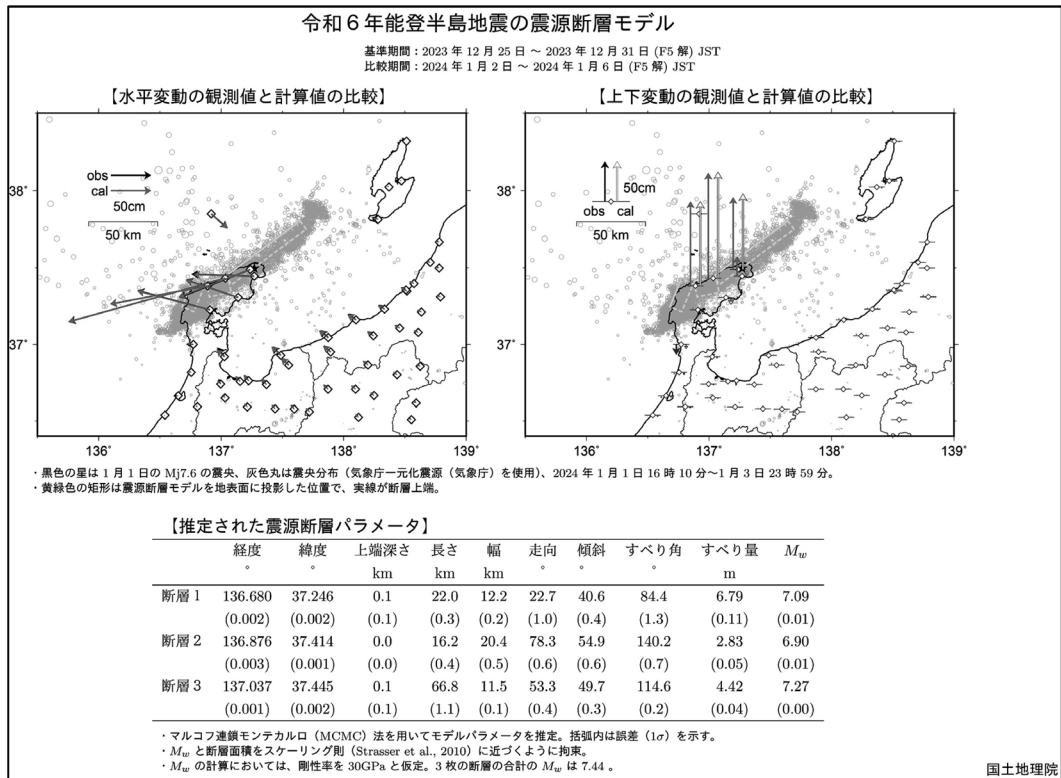 令和６年能登半島地震の震源断層モデル
基準期間：2023 年 12 月 25 日 ～ 2023 年 12 月 31 日 (F5 解) JST
比較期間：2024 年 1 月 2 日 ～ 2024 年 1 月 6 日 (F5 解) JST
【水平変動の観測値と計算値の比較】
obs
cal
50cm
50 km
38°
37°
136°
137°
138°
139°
【上下変動の観測値と計算値の比較】
50cm
obs cal
50 km
38°
37°
136°
137°
138°
139°
・黒色の星は 1 月 1 日の Mj7.6 の震央、灰色丸は震央分布（気象庁一元化震源（気象庁）を使用）、2024 年 1 月 1 日 16 時 10 分～1 月 3 日 23 時 59 分。
・黄緑色の矩形は震源断層モデルを地表面に投影した位置で、実線が断層上端。
【推定された震源断層パラメータ】
経度 緯度 上端深さ 長さ 幅 走向 傾斜 すべり角 すべり量 Mw
° ° km km km ° ° ° m
断層 1 136.680 37.246 0.1 22.0 12.2 22.7 40.6 84.4 6.79 7.09
(0.002) (0.002) (0.1) (0.3) (0.2) (1.0) (0.4) (1.3) (0.11) (0.01)
断層 2 136.876 37.414 0.0 16.2 20.4 78.3 54.9 140.2 2.83 6.90
(0.003) (0.001) (0.0) (0.4) (0.5) (0.6) (0.6) (0.7) (0.05) (0.01)
断層 3 137.037 37.445 0.1 66.8 11.5 53.3 49.7 114.6 4.42 7.27
(0.001) (0.002) (0.1) (1.1) (0.1) (0.4) (0.3) (0.2) (0.04) (0.00)
・マルコフ連鎖モンテカルロ（MCMC）法を用いてモデルパラメータを推定。括弧内は誤差（1σ）を示す。
・Mw と断層面積をスケーリング則（Strasser et al., 2010）に近づくように拘束。
・Mw の計算においては、剛性率を 30GPa と仮定。3 枚の断層の合計の Mw は 7.44 。
国土地理院